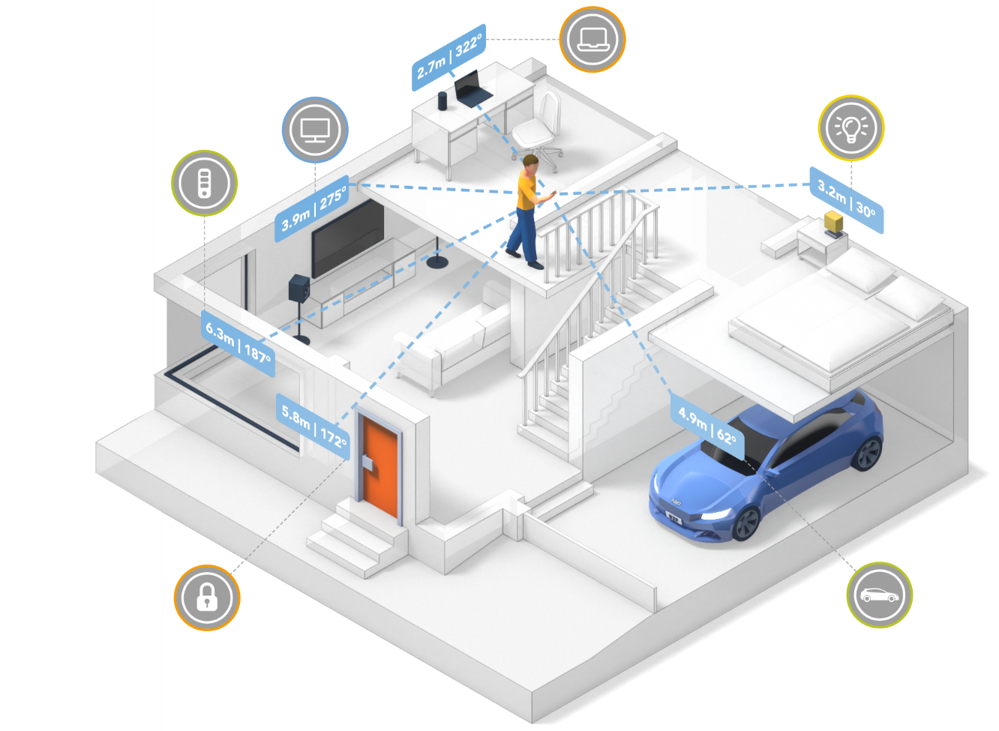 2.7m | 322°
3.9m | 275°
3.2m | 30°
6.3m | 187°
5.8m | 172°
4.9m | 62°